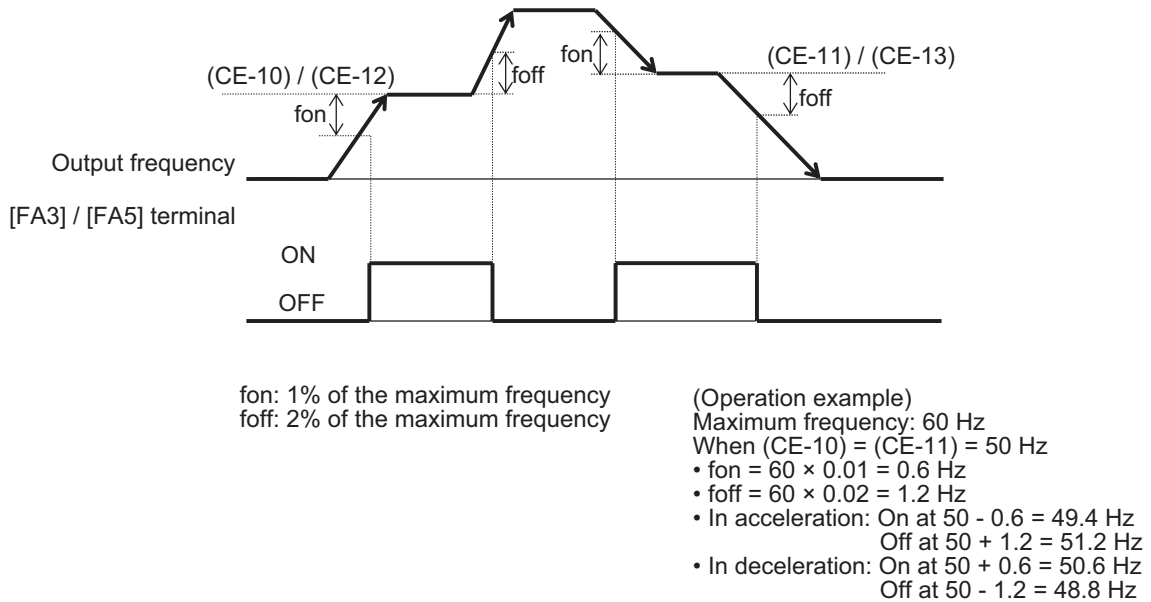 (CE-10) / (CE-12)
fon
foff
fon
(CE-11) / (CE-13)
foff
Output frequency
[FA3] / [FA5] terminal
ON
OFF
fon: 1% of the maximum frequency
foff: 2% of the maximum frequency
(Operation example)
Maximum frequency: 60 Hz
When (CE-10) = (CE-11) = 50 Hz
• fon = 60 × 0.01 = 0.6 Hz
• foff = 60 × 0.02 = 1.2 Hz
• In acceleration: On at 50 - 0.6 = 49.4 Hz
Off at 50 + 1.2 = 51.2 Hz
• In deceleration: On at 50 + 0.6 = 50.6 Hz
Off at 50 - 1.2 = 48.8 Hz